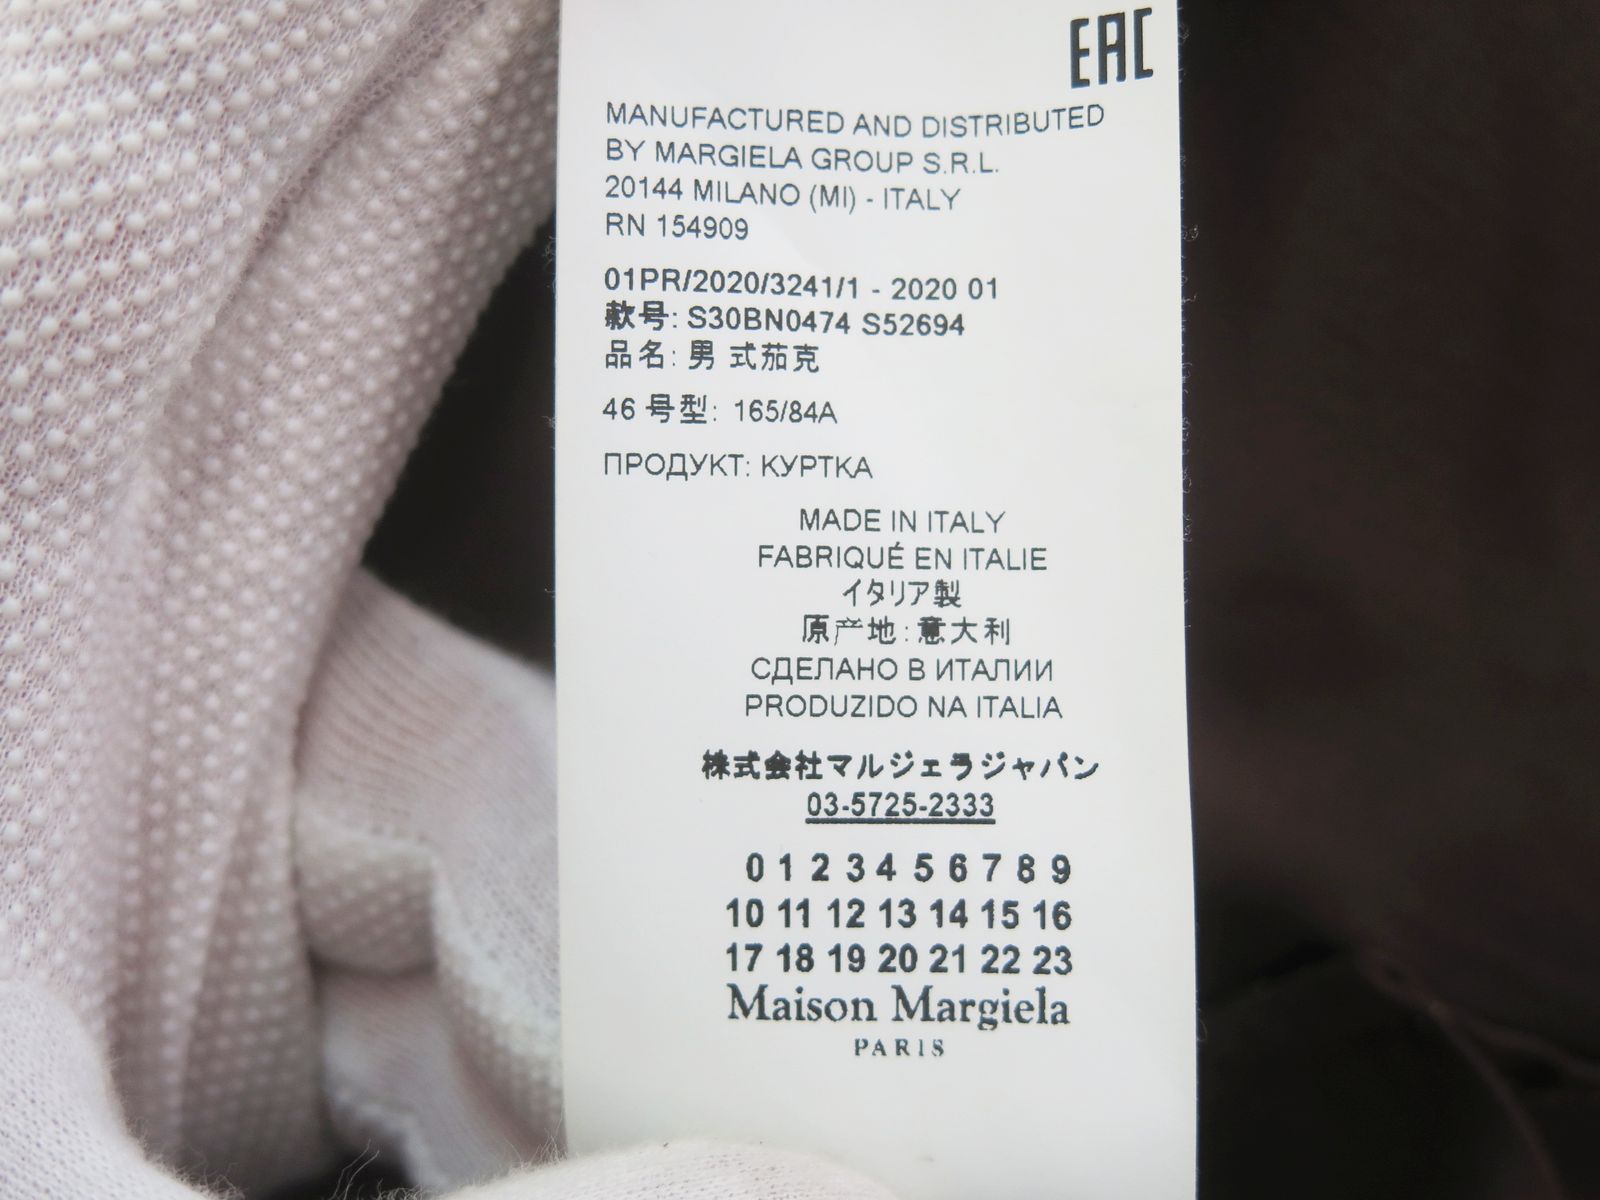 EAC
MANUFACTURED AND DISTRIBUTED
BY MARGIELA GROUP S.R.L.
20144 MILANO (MI) - ITALY
RN 154909
01PR/2020/3241/1 - 2020 01
款号: S30BN0474 S52694
品名: 男 式茄克
46 号型: 165/84A
ПРОДУКТ: КУРТКА
MADE IN ITALY
FABRIQUÉ EN ITALIE
イタリア製
原产地: 意大利
СДЕЛАНО В ИТАЛИИ
PRODUZIDO NA ITALIA
株式会社マルジェラジャパン
03-5725-2333
0 1 2 3 4 5 6 7 8 9
10 11 12 13 14 15 16
17 18 19 20 21 22 23
Maison Margiela
PARIS